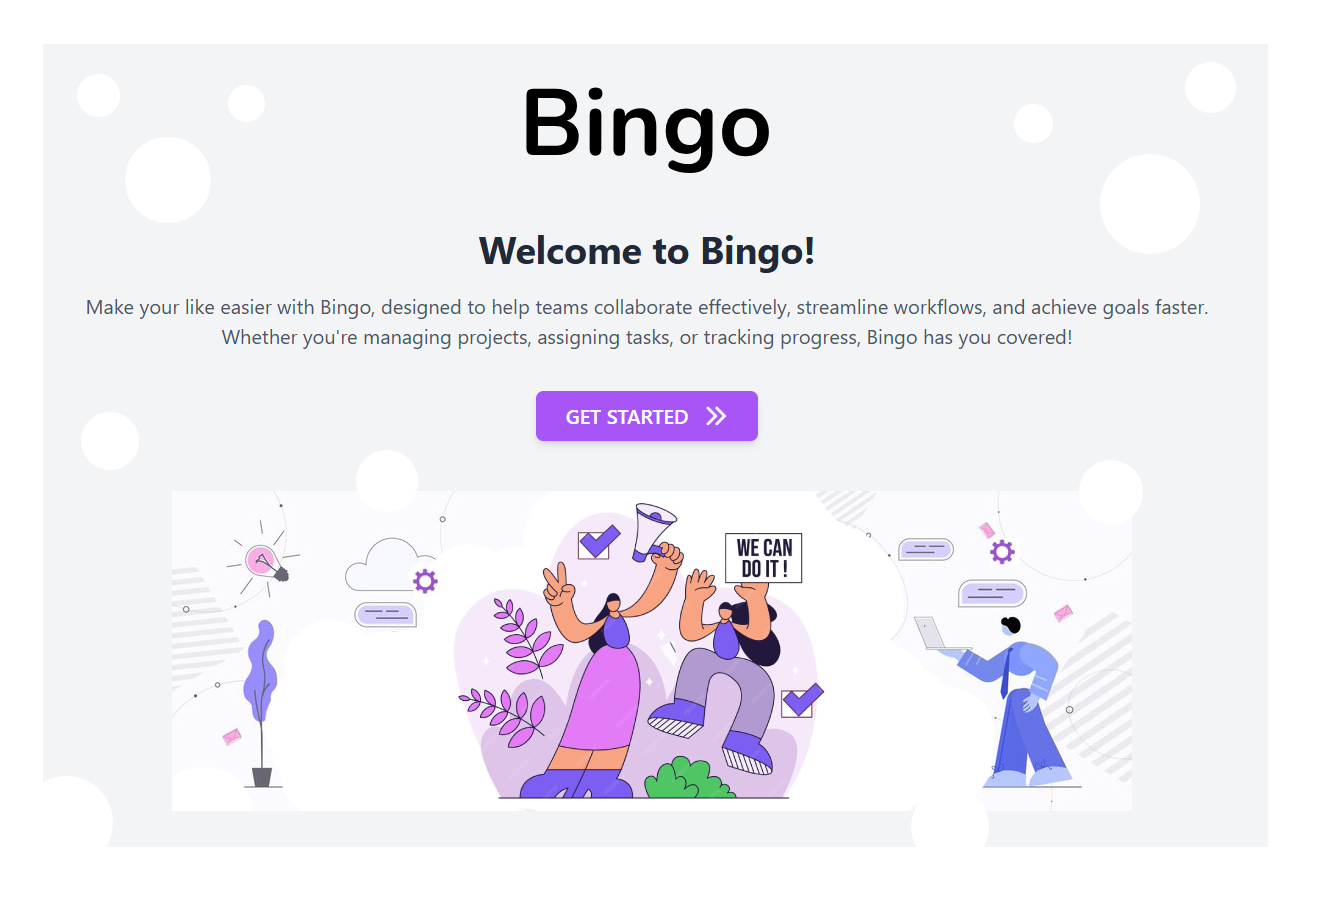 Bingo
Welcome to Bingo!
Make your like easier with Bingo, designed to help teams collaborate effectively, streamline workflows, and achieve goals faster.
Whether you're managing projects, assigning tasks, or tracking progress, Bingo has you covered!
GET STARTED
WE CAN
DO IT !